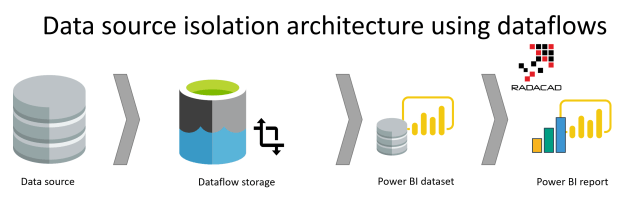 Data source isolation architecture using dataflows
RADACAD
Data source
Dataflow storage
Power BI dataset
Power BI report